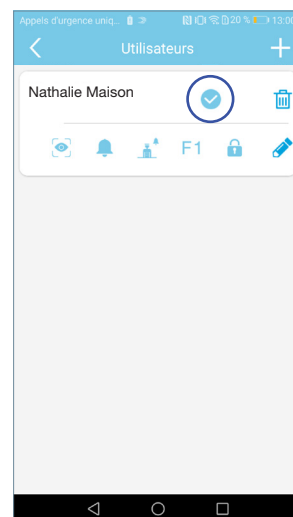 Appels d'urgence uniq... 20 % 13:00
Utilisateurs
Nathalie Maison
F1